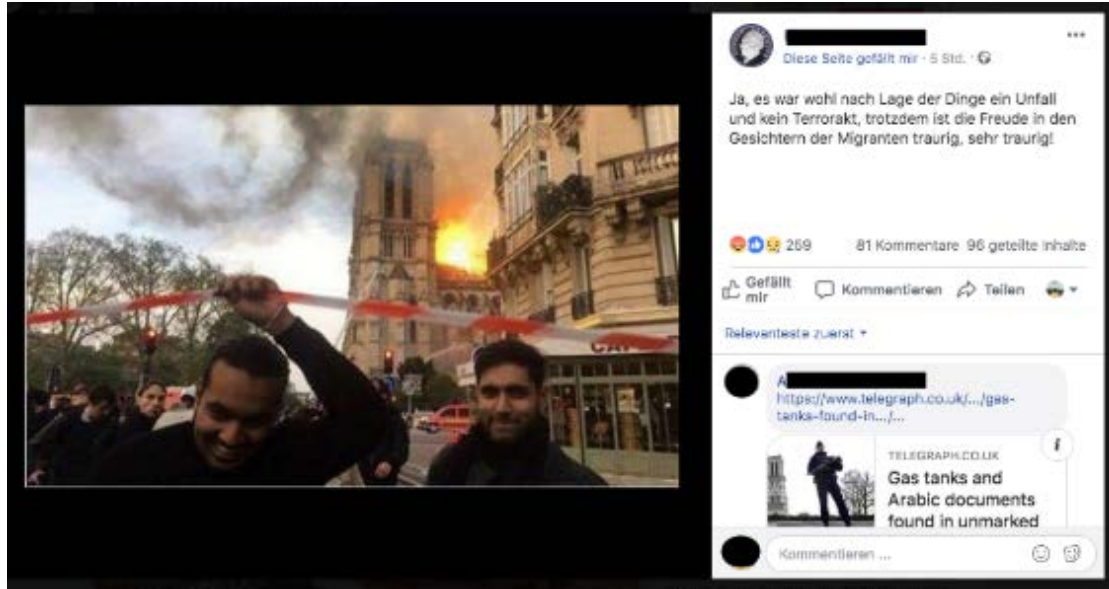 Diese Seite gefällt mir · 5 Std. ·
Ja, es war wohl nach Lage der Dinge ein Unfall
und kein Terrorakt, trotzdem ist die Freude in den
Gesichtern der Migranten traurig, sehr traurig!
259 81 Kommentare 96 geteilte Inhalte
Gefällt
mir
Kommentieren
Teilen
Relevanteste zuerst
A
https://www.telegraph.co.uk/.../gas-
tanks-found-in.../...
TELEGRAPH.CO.UK
Gas tanks and
Arabic documents
found in unmarked
Kommentieren ...